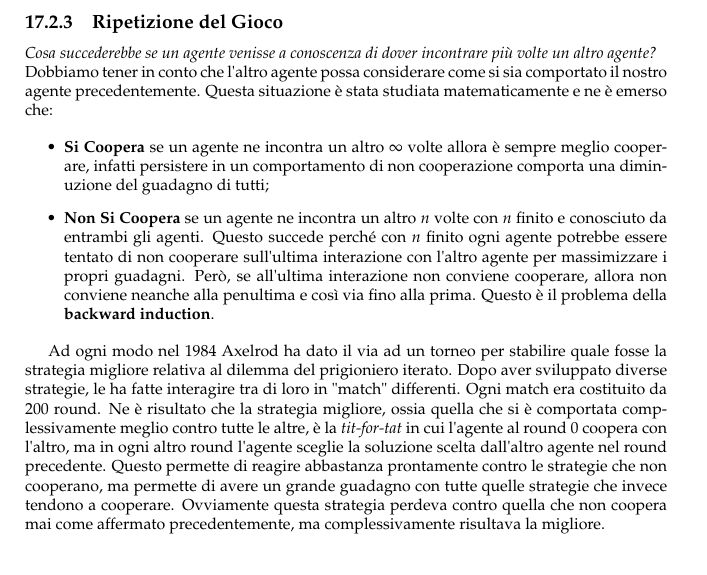 17.2.3 Ripetizione del Gioco
Cosa succederebbe se un agente venisse a conoscenza di dover incontrare più volte un altro agente?
Dobbiamo tener in conto che l'altro agente possa considerare come si sia comportato il nostro
agente precedentemente. Questa situazione è stata studiata matematicamente e ne è emerso
che:
• Si Coopera se un agente ne incontra un altro ∞ volte allora è sempre meglio cooper-
are, infatti persistere in un comportamento di non cooperazione comporta una dimin-
uzione del guadagno di tutti;
• Non Si Coopera se un agente ne incontra un altro n volte con n finito e conosciuto da
entrambi gli agenti. Questo succede perché con n finito ogni agente potrebbe essere
tentato di non cooperare sull'ultima interazione con l'altro agente per massimizzare i
propri guadagni. Però, se all'ultima interazione non conviene cooperare, allora non
conviene neanche alla penultima e così via fino alla prima. Questo è il problema della
backward induction.
Ad ogni modo nel 1984 Axelrod ha dato il via ad un torneo per stabilire quale fosse la
strategia migliore relativa al dilemma del prigioniero iterato. Dopo aver sviluppato diverse
strategie, le ha fatte interagire tra di loro in "match" differenti. Ogni match era costituito da
200 round. Ne è risultato che la strategia migliore, ossia quella che si è comportata comp-
lessivamente meglio contro tutte le altre, è la tit-for-tat in cui l'agente al round 0 coopera con
l'altro, ma in ogni altro round l'agente sceglie la soluzione scelta dall'altro agente nel round
precedente. Questo permette di reagire abbastanza prontamente contro le strategie che non
cooperano, ma permette di avere un grande guadagno con tutte quelle strategie che invece
tendono a cooperare. Ovviamente questa strategia perdeva contro quella che non coopera
mai come affermato precedentemente, ma complessivamente risultava la migliore.